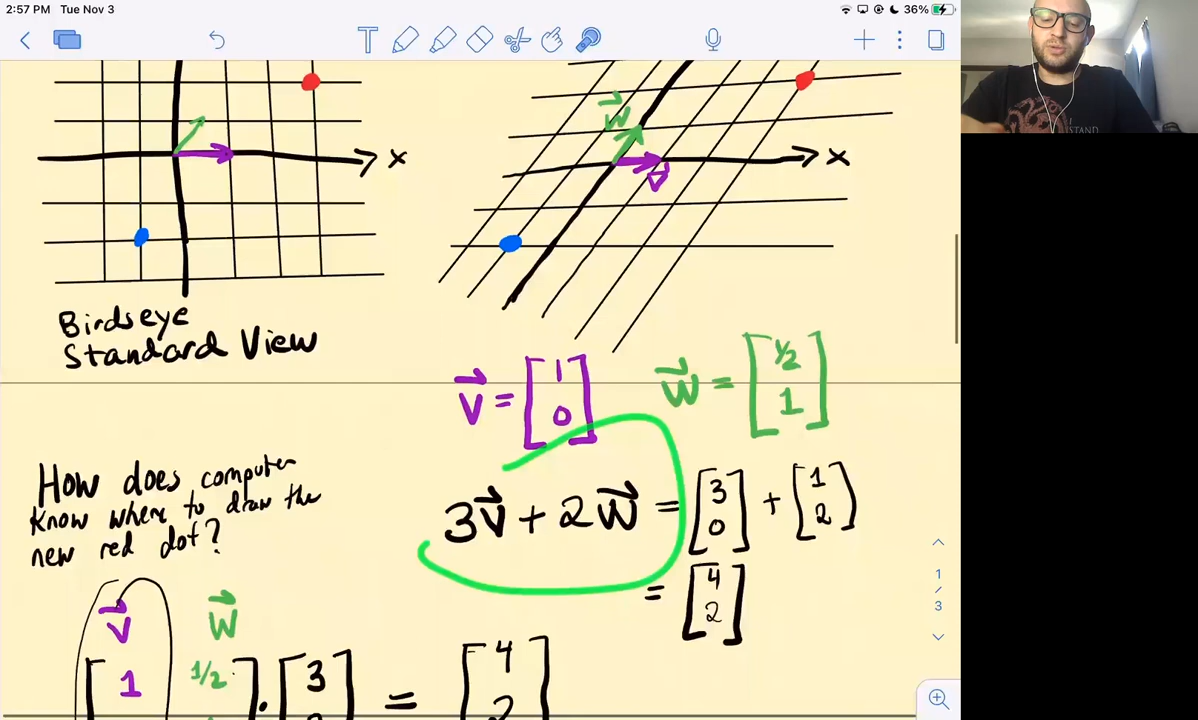 2:57 PM Tue Nov 3
36%
T
x
w
v
x
Birdseye
Standard View
v = [1 0]
w = [1/2 1]
How does computer
know where to draw the
new red dot?
3v + 2w = [3 0] + [1 2]
= [4 2]
v w
1 1/2 . 3 = 4
2
1
/
3
STAND